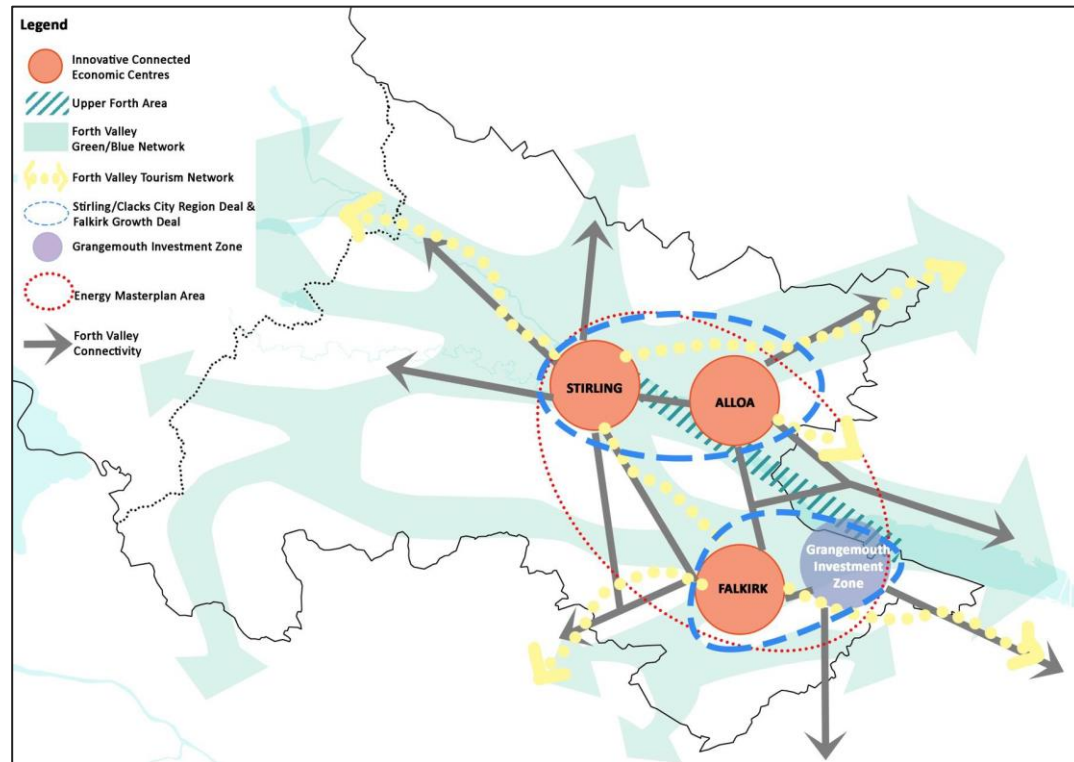 Legend
Innovative Connected
Economic Centres
Upper Forth Area
Forth Valley
Green/Blue Network
Forth Valley Tourism Network
Stirling/Clacks City Region Deal &
Falkirk Growth Deal
Grangemouth Investment Zone
Energy Masterplan Area
Forth Valley
Connectivity
STIRLING
ALLOA
FALKIRK
Grangemouth
Investment
Zone